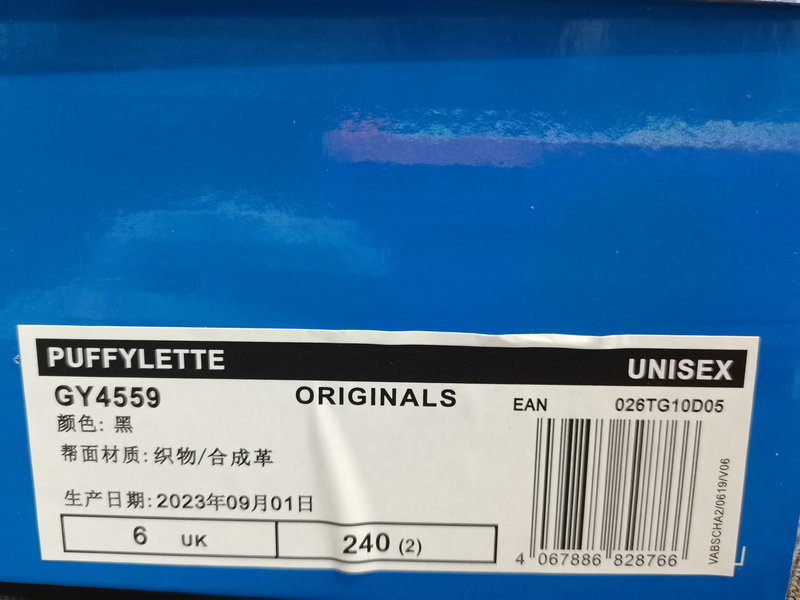 PUFFYLETTE UNISEX
GY4559 ORIGINALS EAN 026TG10D05
颜色: 黑
帮面材质: 织物/合成革
生产日期: 2023年09月01日
6 UK 240 (2)
4 067886 828766
VABSCHA2/0619/V06